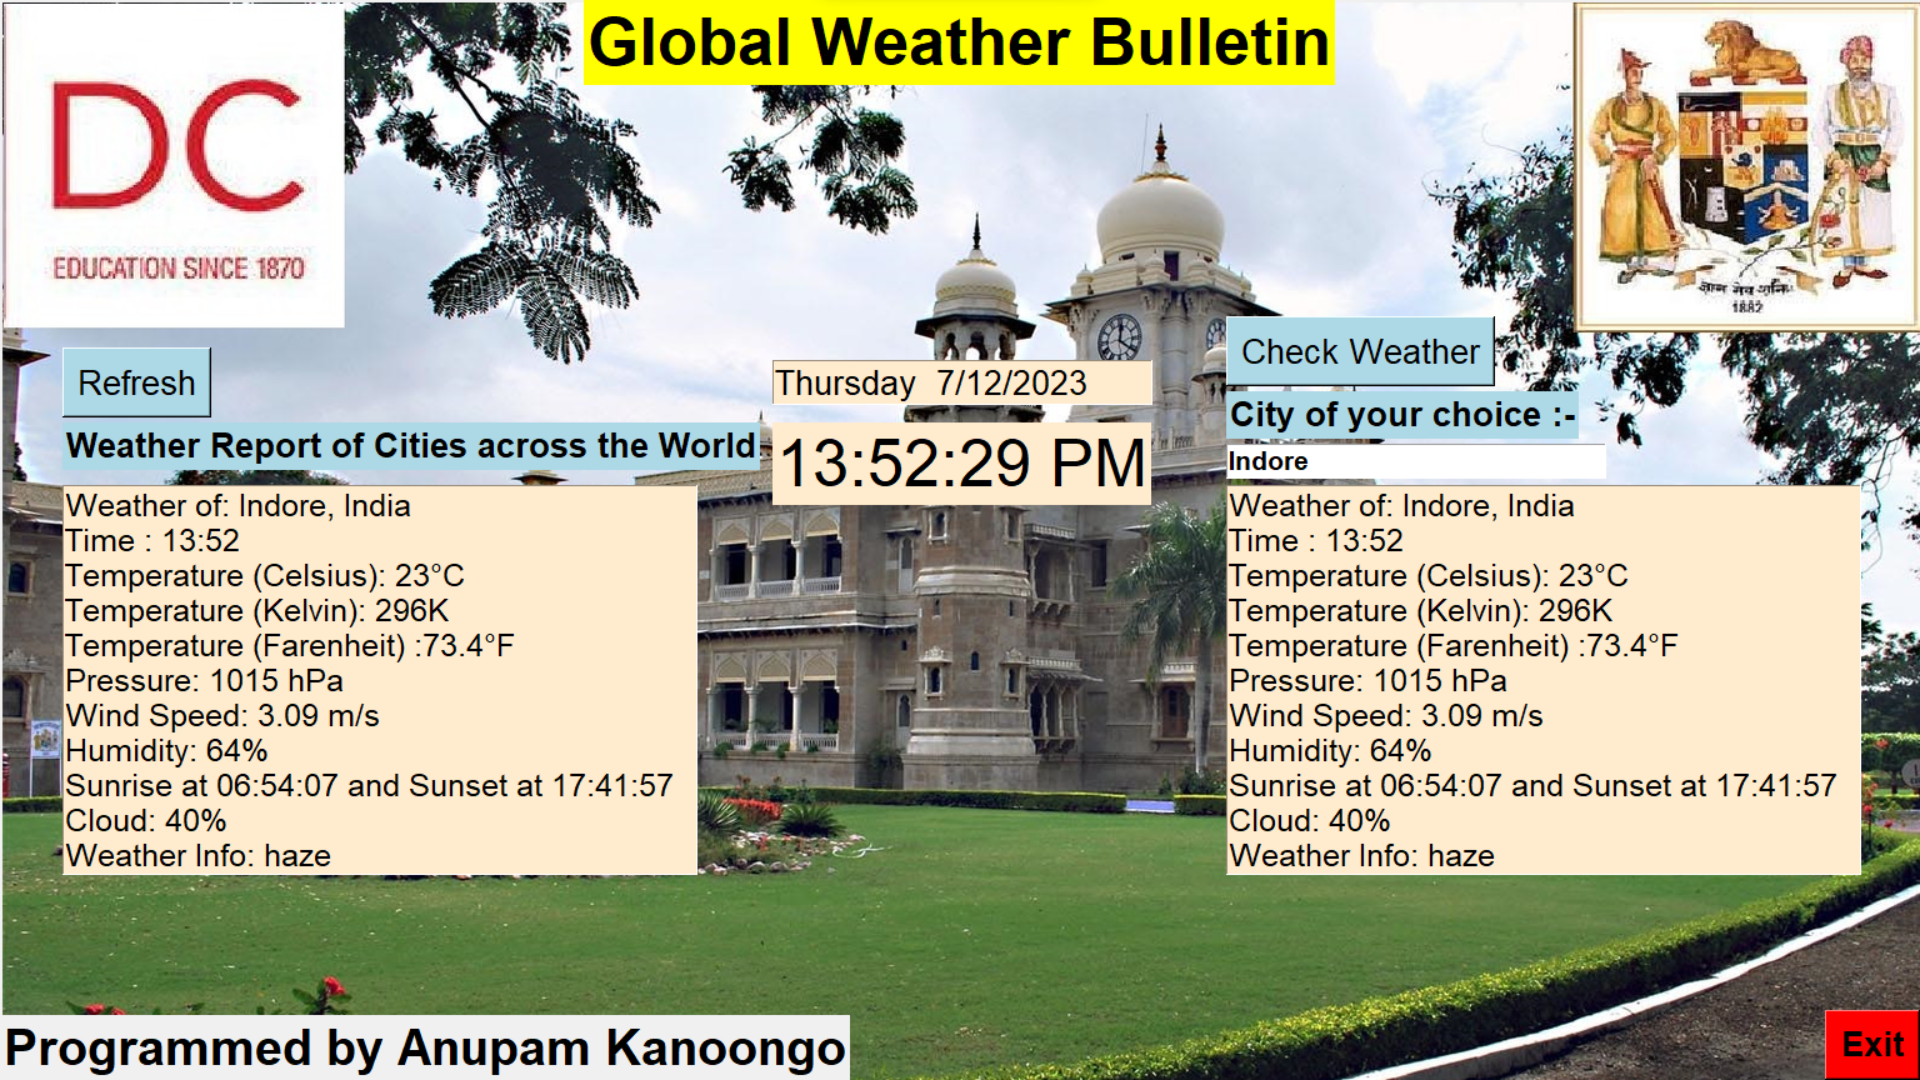 Global Weather Bulletin
DC
EDUCATION SINCE 1870
1882
Refresh
Weather Report of Cities across the World
Weather of: Indore, India
Time : 13:52
Temperature (Celsius): 23°C
Temperature (Kelvin): 296K
Temperature (Farenheit) :73.4°F
Pressure: 1015 hPa
Wind Speed: 3.09 m/s
Humidity: 64%
Sunrise at 06:54:07 and Sunset at 17:41:57
Cloud: 40%
Weather Info: haze
Thursday  7/12/2023
13:52:29 PM
Check Weather
City of your choice :-
Indore
Weather of: Indore, India
Time : 13:52
Temperature (Celsius): 23°C
Temperature (Kelvin): 296K
Temperature (Farenheit) :73.4°F
Pressure: 1015 hPa
Wind Speed: 3.09 m/s
Humidity: 64%
Sunrise at 06:54:07 and Sunset at 17:41:57
Cloud: 40%
Weather Info: haze
Programmed by Anupam Kanoongo
Exit